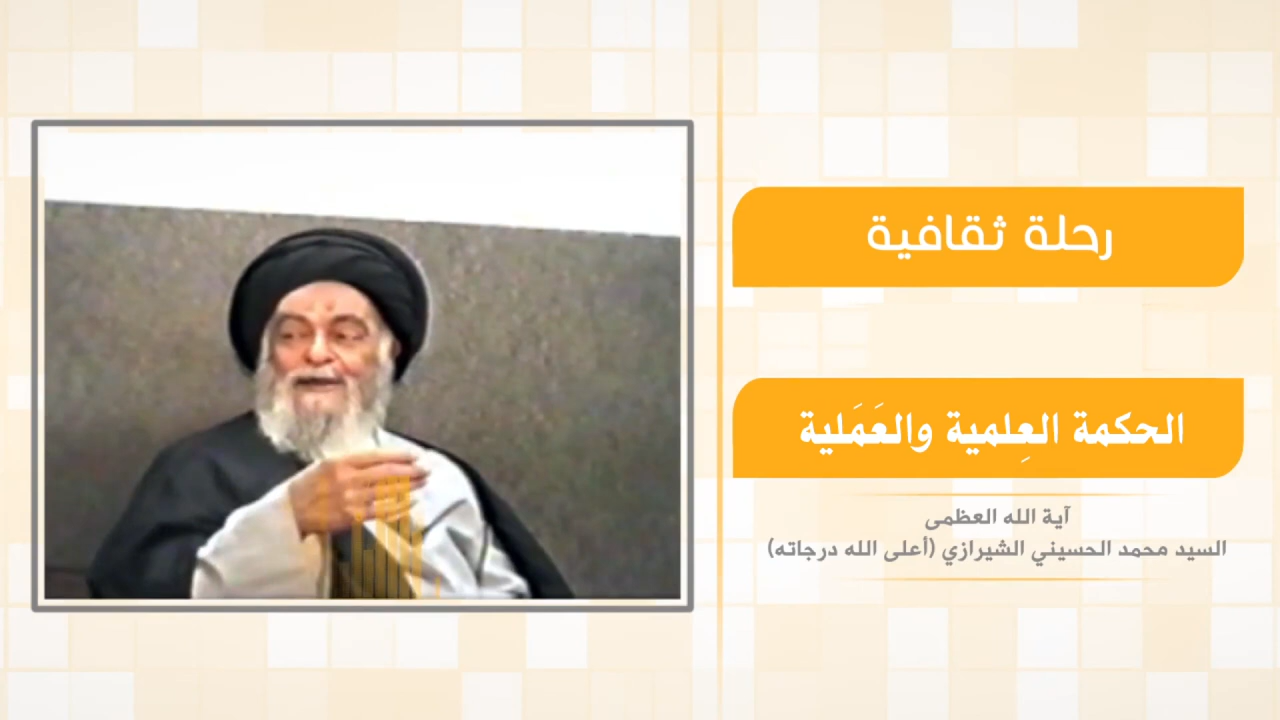 رحلة ثقافية
الحكمة العِلمية والعَمَلية
آية الله العظمى
السيد محمد الحسيني الشيرازي (أعلى الله درجاته)